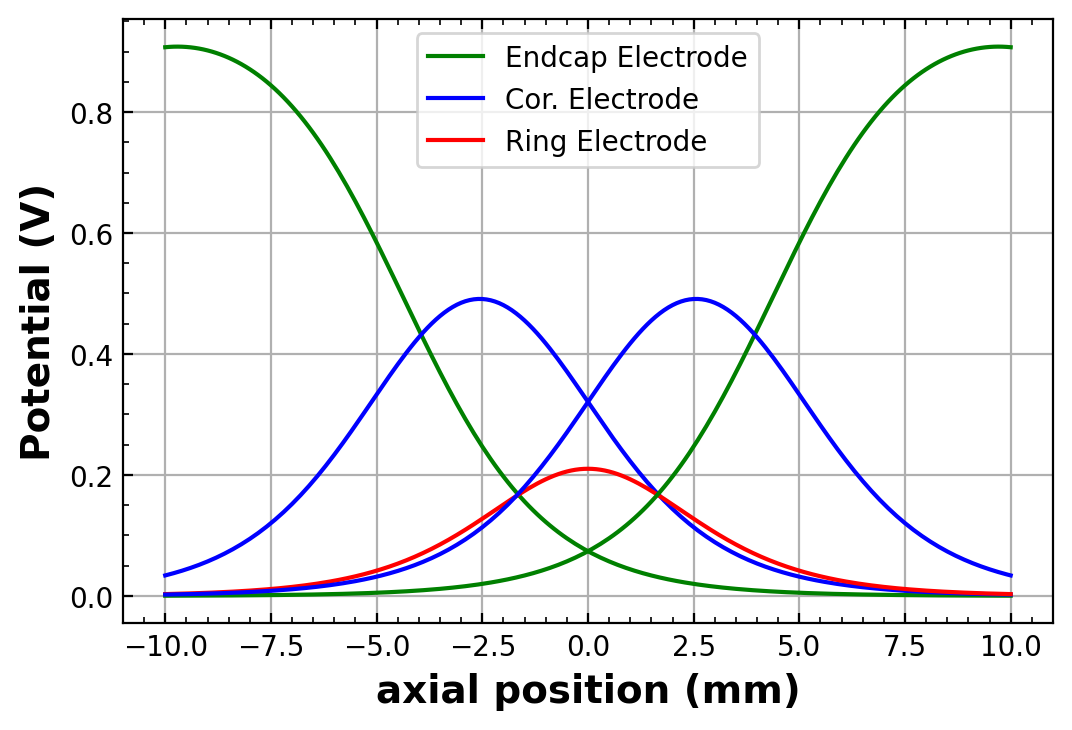 Endcap Electrode
Cor. Electrode
Ring Electrode
Potential (V)
0.8
0.6
0.4
0.2
0.0
−10.0 −7.5 −5.0 −2.5 0.0 2.5 5.0 7.5 10.0
axial position (mm)